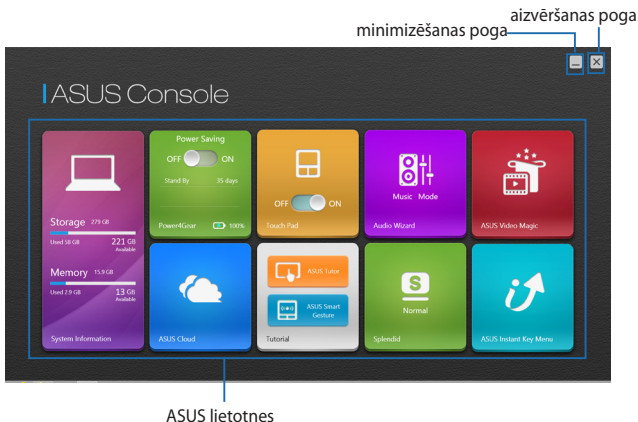 aizvēršanas poga
minimizēšanas poga
ASUS Console
Storage 279 GB
Used 58 GB 221 GB
Available
Memory 15.9 GB
Used 2.9 GB 13 GB
Available
System Information
Power Saving
OFF ON
Stand By 35 days
Power4Gear 100%
OFF ON
Touch Pad
Music Mode
Audio Wizard
ASUS Video Magic
ASUS Cloud
ASUS Tutor
ASUS Smart
Gesture
Tutorial
S
Normal
Splendid
ASUS Instant Key Menu
ASUS lietotnes